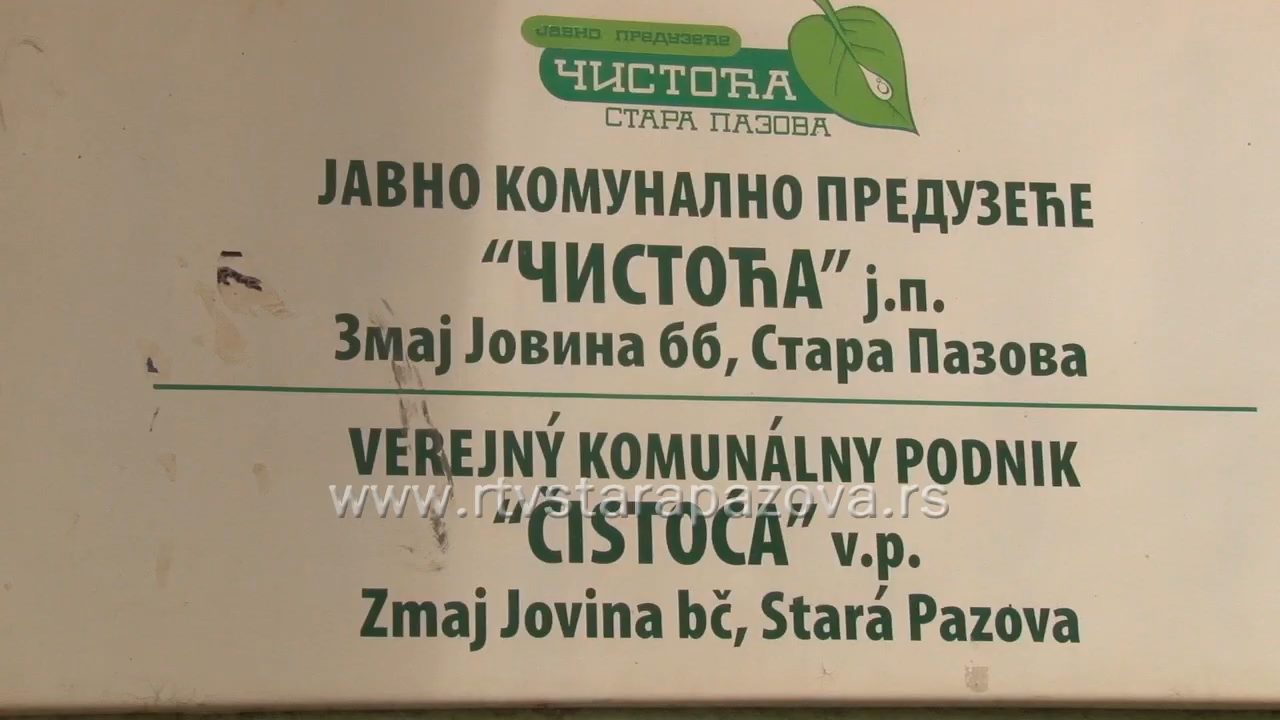 ЈАВНО ПРЕДУЗЕЋЕ
ЧИСТОЋА
СТАРА ПАЗОВА
ЈАВНО КОМУНАЛНО ПРЕДУЗЕЋЕ
“ЧИСТОЋА” ј.п.
Змај Јовина бб, Стара Пазова
VEREJNÝ KOMUNÁLNY PODNIK
www.rtvstarapazova.rs
“ČISTOĆA” v.p.
Zmaj Jovina bč, Stará Pazova